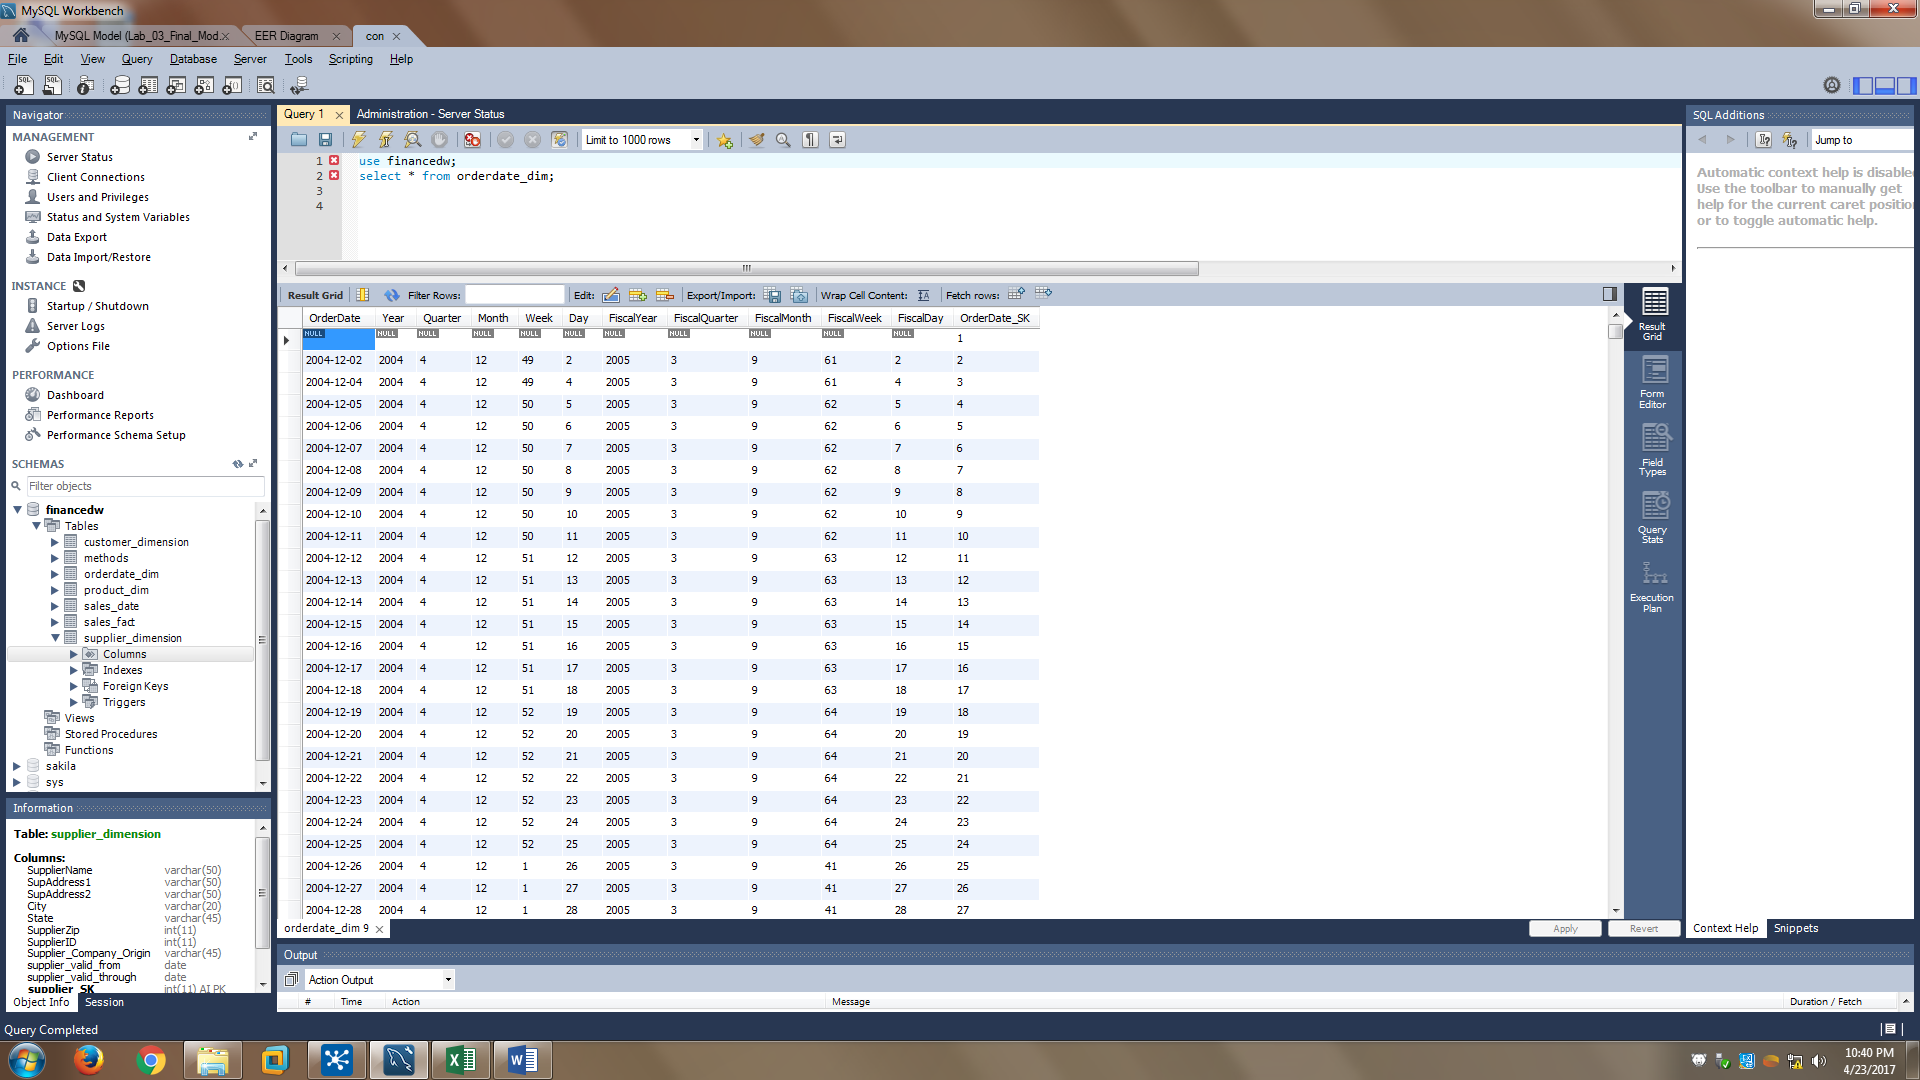 MySQL Workbench
MySQL Model (Lab_03_Final_Mod.x EER Diagram con
File Edit View Query Database Server Tools Scripting Help
Navigator
MANAGEMENT
Server Status
Client Connections
Users and Privileges
Status and System Variables
Data Export
Data Import/Restore
INSTANCE
Startup / Shutdown
Server Logs
Options File
PERFORMANCE
Dashboard
Performance Reports
Performance Schema Setup
SCHEMAS
Filter objects
financedw
Tables
customer_dimension
methods
orderdate_dim
product_dim
sales_date
sales_fact
supplier_dimension
Columns
Indexes
Foreign Keys
Triggers
Views
Stored Procedures
Functions
sakila
sys
Information
Table: supplier_dimension
Columns:
SupplierName varchar(50)
SupAddress1 varchar(50)
SupAddress2 varchar(50)
City varchar(20)
State varchar(45)
SupplierZip int(11)
SupplierID int(11)
Supplier_Company_Origin varchar(45)
supplier_valid_from date
supplier_valid_through date
supplier_SK int(11) AI PK
Object Info Session
Query Completed
Query 1 Administration - Server Status
Limit to 1000 rows
1 use financedw;
2 select * from orderdate_dim;
3
4
Result Grid Filter Rows: Edit: Export/Import: Wrap Cell Content: Fetch rows:
OrderDate Year Quarter Month Week Day FiscalYear FiscalQuarter FiscalMonth FiscalWeek FiscalDay OrderDate_SK
NULL NULL NULL NULL NULL NULL NULL NULL NULL NULL NULL 1
2004-12-02 2004 4 12 49 2 2005 3 9 61 2 2
2004-12-04 2004 4 12 49 4 2005 3 9 61 4 3
2004-12-05 2004 4 12 50 5 2005 3 9 62 5 4
2004-12-06 2004 4 12 50 6 2005 3 9 62 6 5
2004-12-07 2004 4 12 50 7 2005 3 9 62 7 6
2004-12-08 2004 4 12 50 8 2005 3 9 62 8 7
2004-12-09 2004 4 12 50 9 2005 3 9 62 9 8
2004-12-10 2004 4 12 50 10 2005 3 9 62 10 9
2004-12-11 2004 4 12 50 11 2005 3 9 62 11 10
2004-12-12 2004 4 12 51 12 2005 3 9 63 12 11
2004-12-13 2004 4 12 51 13 2005 3 9 63 13 12
2004-12-14 2004 4 12 51 14 2005 3 9 63 14 13
2004-12-15 2004 4 12 51 15 2005 3 9 63 15 14
2004-12-16 2004 4 12 51 16 2005 3 9 63 16 15
2004-12-17 2004 4 12 51 17 2005 3 9 63 17 16
2004-12-18 2004 4 12 51 18 2005 3 9 63 18 17
2004-12-19 2004 4 12 52 19 2005 3 9 64 19 18
2004-12-20 2004 4 12 52 20 2005 3 9 64 20 19
2004-12-21 2004 4 12 52 21 2005 3 9 64 21 20
2004-12-22 2004 4 12 52 22 2005 3 9 64 22 21
2004-12-23 2004 4 12 52 23 2005 3 9 64 23 22
2004-12-24 2004 4 12 52 24 2005 3 9 64 24 23
2004-12-25 2004 4 12 52 25 2005 3 9 64 25 24
2004-12-26 2004 4 12 1 26 2005 3 9 41 26 25
2004-12-27 2004 4 12 1 27 2005 3 9 41 27 26
2004-12-28 2004 4 12 1 28 2005 3 9 41 28 27
Result Grid
Form Editor
Field Types
Query Stats
Execution Plan
orderdate_dim 9
Apply Revert
Output
Action Output
# Time Action Message Duration / Fetch
SQL Additions
Jump to
Automatic context help is disable
Use the toolbar to manually get
help for the current caret position
or to toggle automatic help.
Context Help Snippets
10:40 PM
4/23/2017